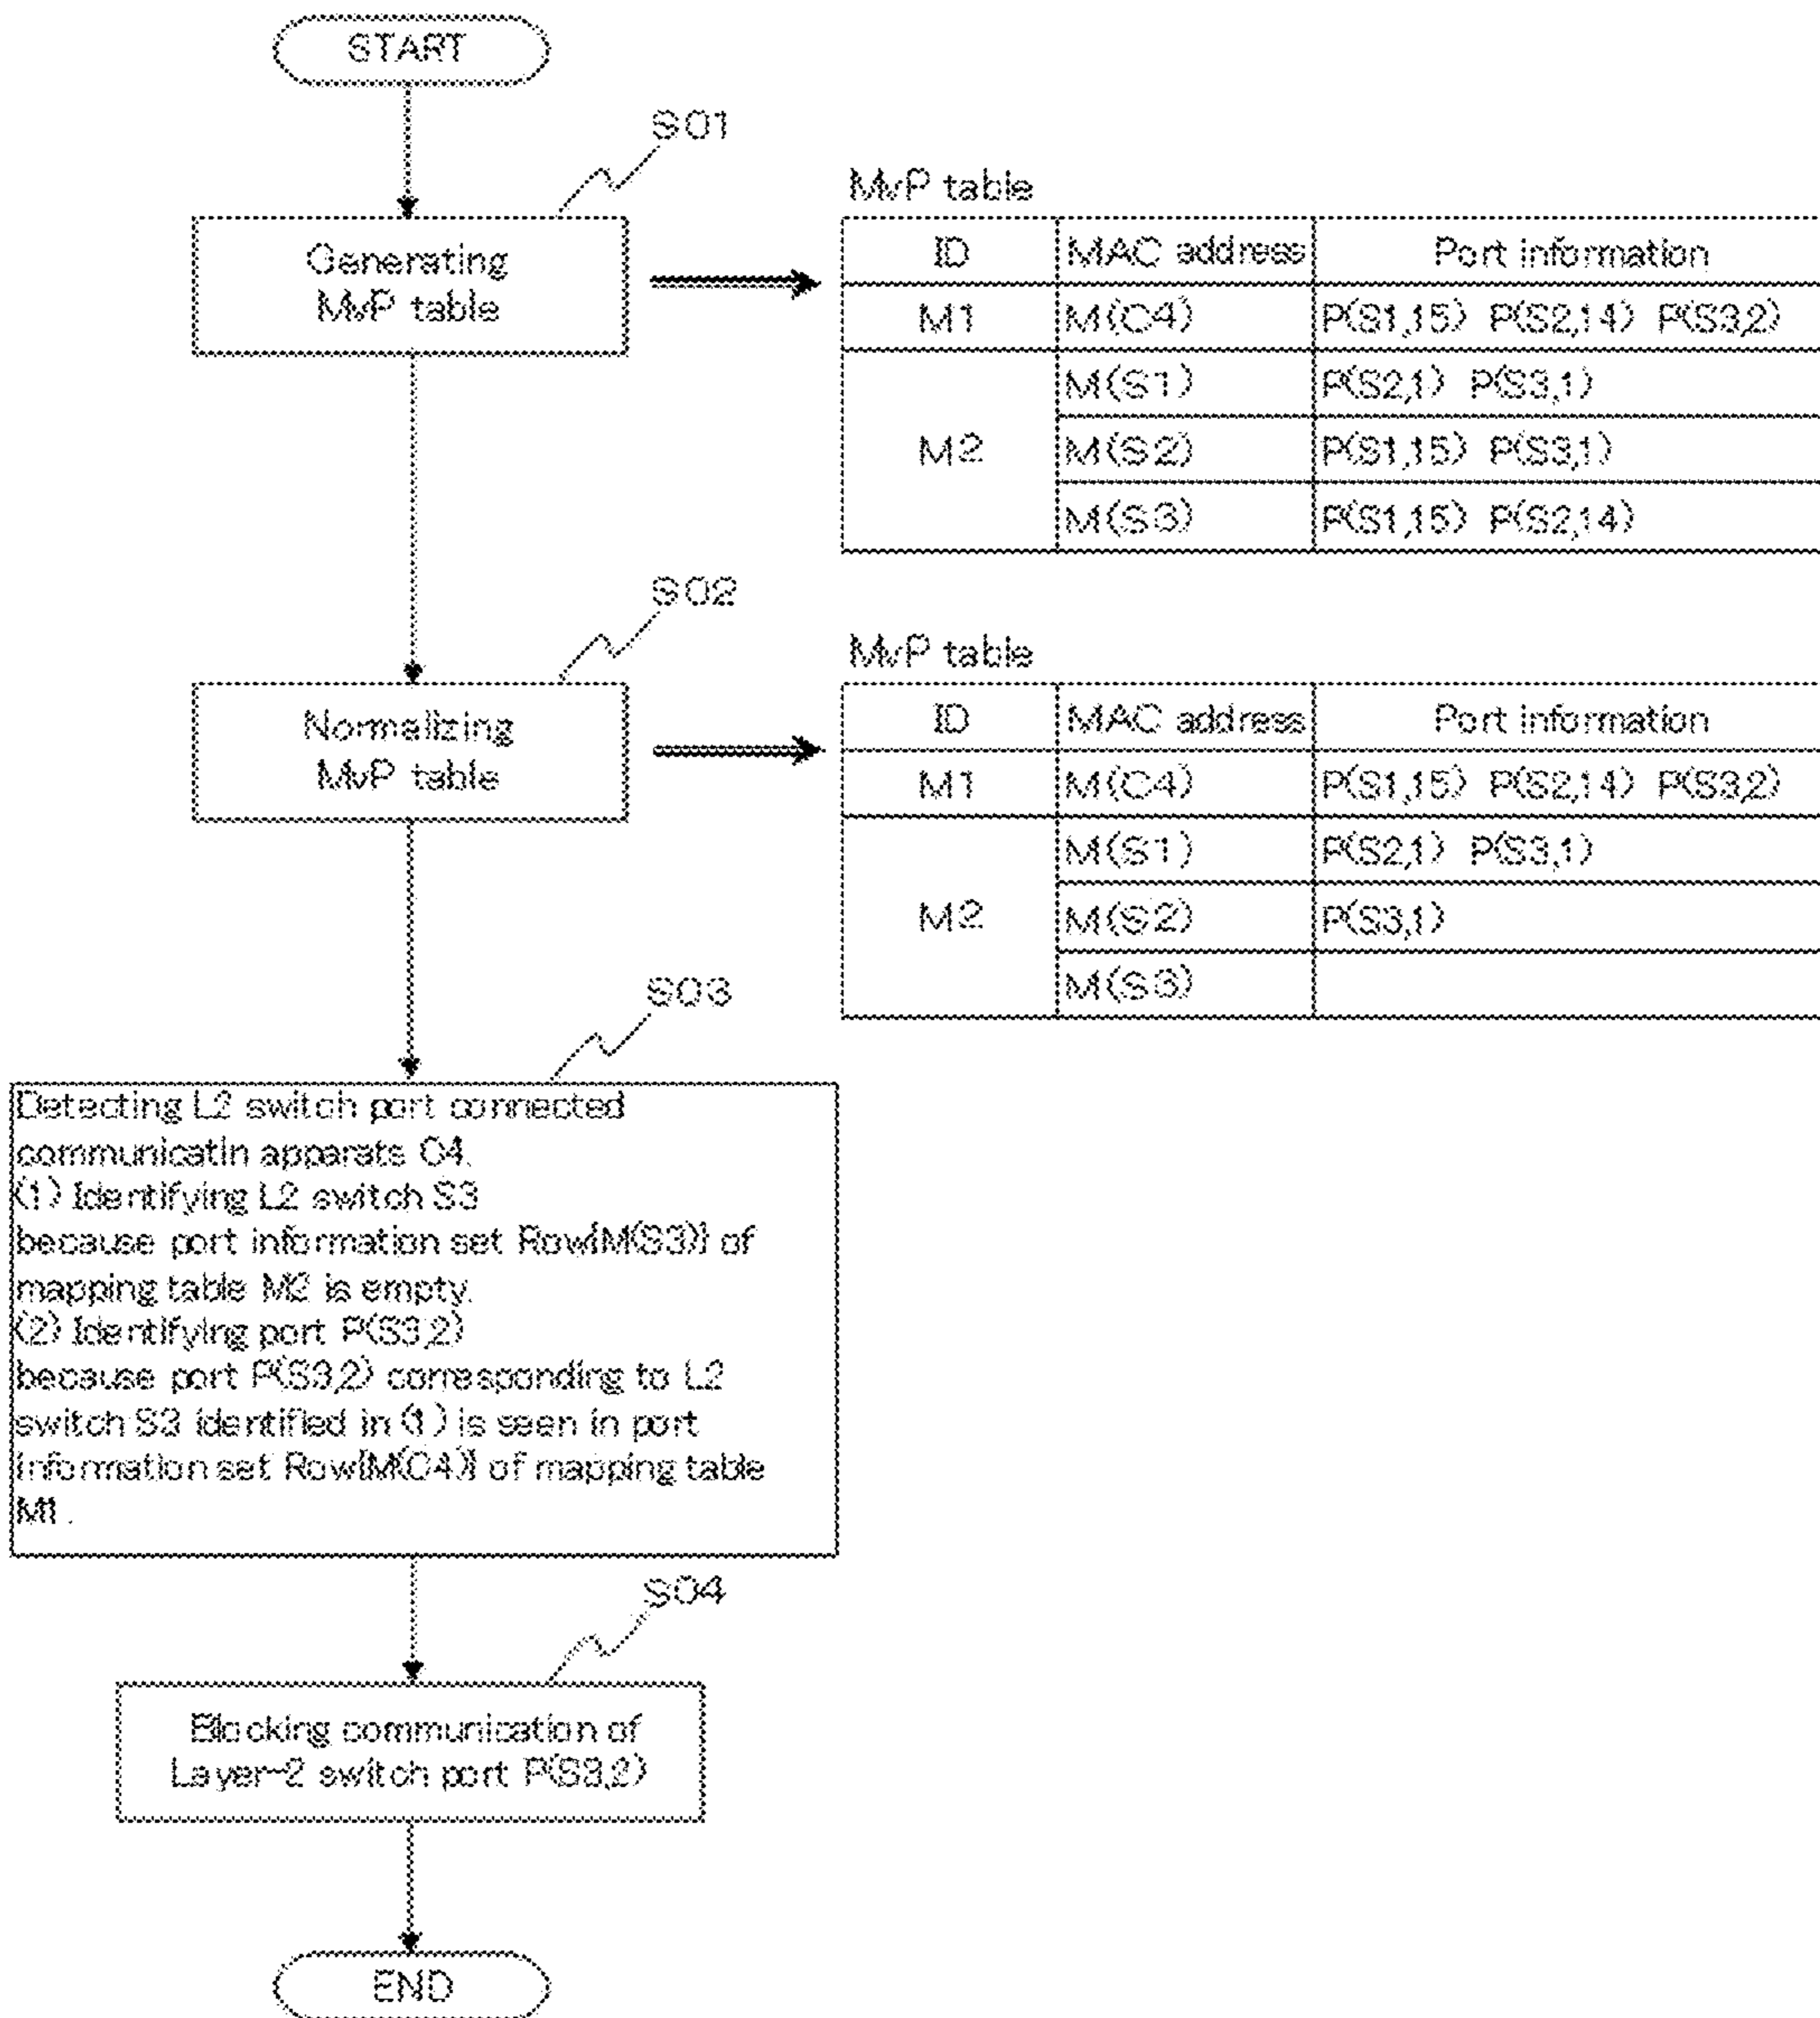 START
S01
Generating
MvP table
MvP table
ID MAC address Port information
M1 M(C4) P(S1,15) P(S2,14) P(S3,2)
M2 M(S1) P(S2,1) P(S3,1)
M(S2) P(S1,15) P(S3,1)
M(S3) P(S1,15) P(S2,14)
S02
Normalizing
MvP table
MvP table
ID MAC address Port information
M1 M(C4) P(S1,15) P(S2,14) P(S3,2)
M2 M(S1) P(S2,1) P(S3,1)
M(S2) P(S3,1)
M(S3)
S03
Detecting L2 switch port connected
communicatin apparats C4.
(1) Identifying L2 switch S3
because port information set Row[M(S3)] of
mapping table M2 is empty.
(2) Identifying port P(S3,2)
because port P(S3,2) corresponding to L2
switch S3 identified in (1) is seen in port
information set Row[M(C4)] of mapping table
M1.
S04
Blocking communication of
Layer-2 switch port P(S3,2)
END